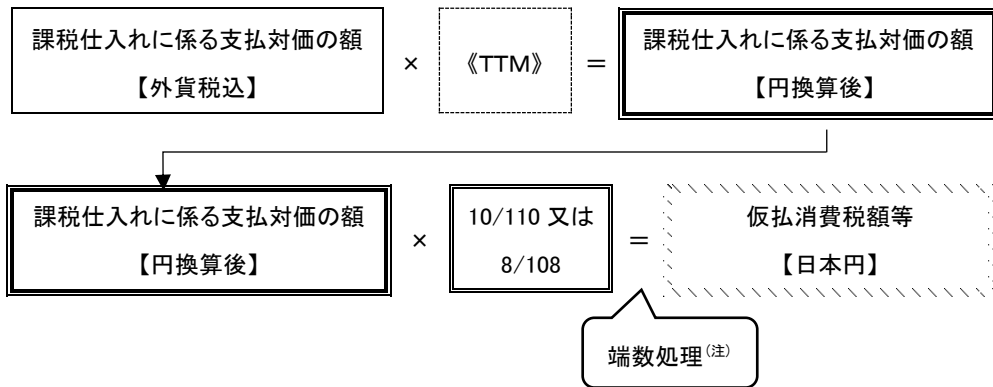 課税仕入れに係る支払対価の額
【外貨税込】
×
《TTM》
＝
課税仕入れに係る支払対価の額
【円換算後】
課税仕入れに係る支払対価の額
【円換算後】
×
10/110 又は
8/108
＝
仮払消費税額等
【日本円】
端数処理(注)